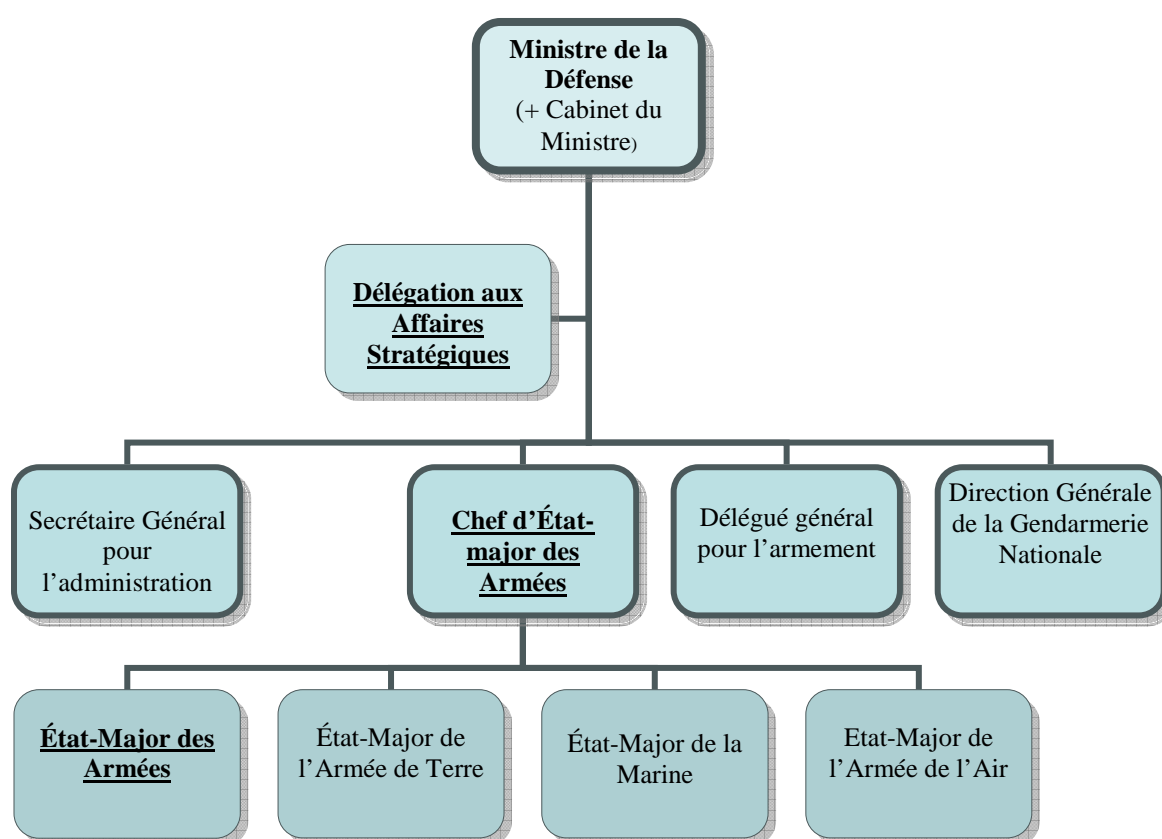 Ministre de la
Défense
(+ Cabinet du
Ministre)
Délégation aux
Affaires
Stratégiques
Secrétaire Général
pour
l’administration
Chef d’État-
major des
Armées
Délégué général
pour l’armement
Direction Générale
de la Gendarmerie
Nationale
État-Major des
Armées
État-Major de
l’Armée de Terre
État-Major de la
Marine
Etat-Major de
l’Armée de l’Air